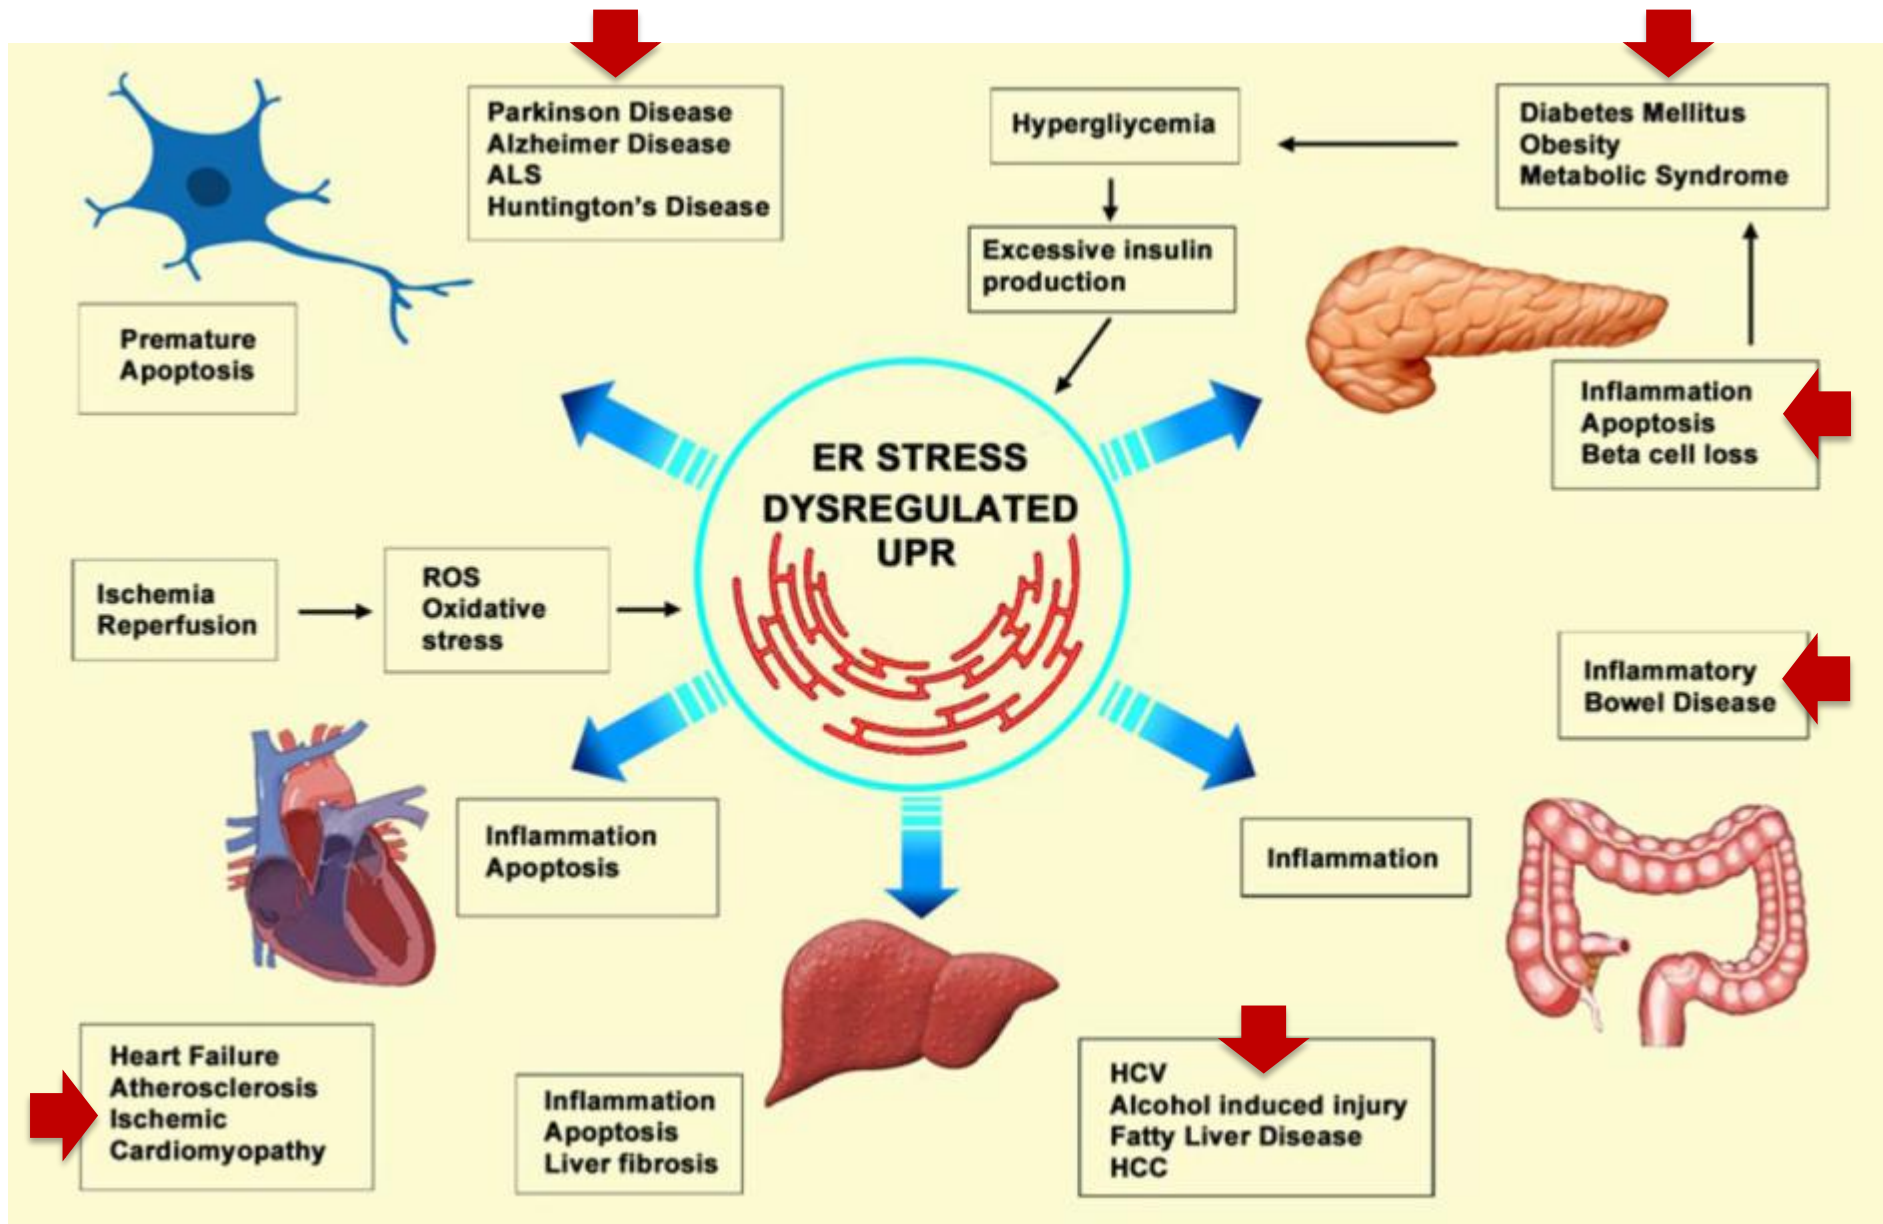 Parkinson Disease
Alzheimer Disease
ALS
Huntington's Disease
Hypergliycemia
Diabetes Mellitus
Obesity
Metabolic Syndrome
Excessive insulin
production
Premature
Apoptosis
Inflammation
Apoptosis
Beta cell loss
ER STRESS
DYSREGULATED
UPR
Ischemia
Reperfusion
ROS
Oxidative
stress
Inflammatory
Bowel Disease
Inflammation
Apoptosis
Inflammation
Heart Failure
Atherosclerosis
Ischemic
Cardiomyopathy
Inflammation
Apoptosis
Liver fibrosis
HCV
Alcohol induced injury
Fatty Liver Disease
HCC